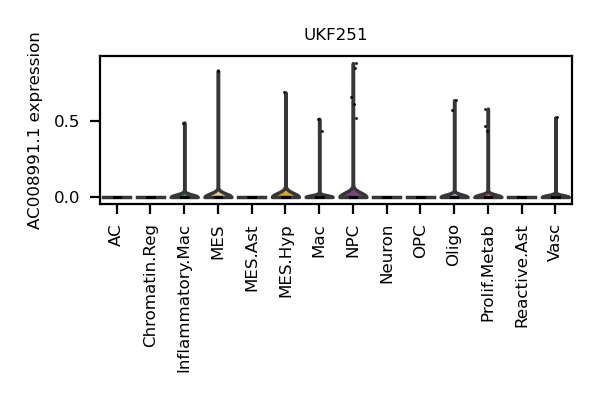 UKF251
AC008991.1 expression
0.5
0.0
AC
Chromatin.Reg
Inflammatory.Mac
MES
MES.Ast
MES.Hyp
Mac
NPC
Neuron
OPC
Oligo
Prolif.Metab
Reactive.Ast
Vasc